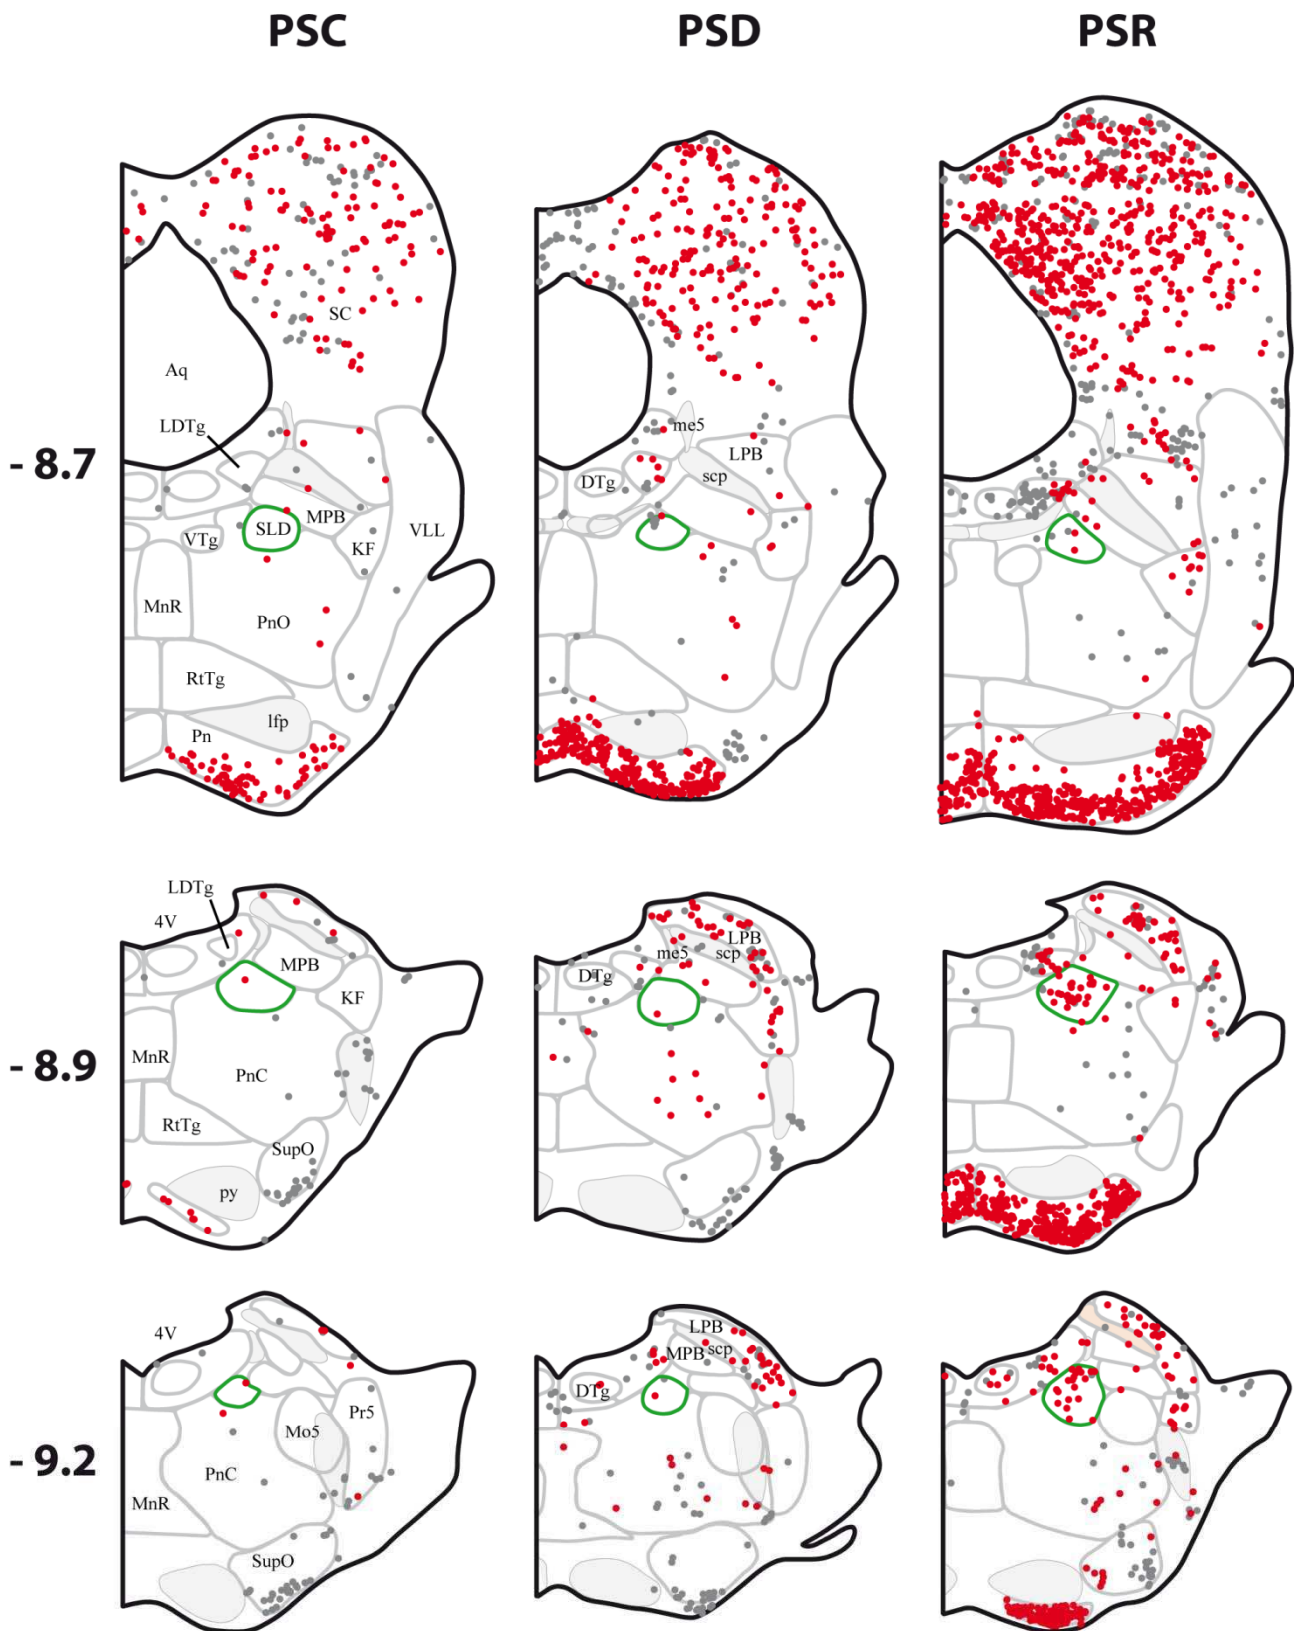 PSC PSD PSR
SC
Aq
LDTg
me5
LPB
- 8.7
DTg
scp
SLD
MPB
VTg
KF
VLL
MnR
PnO
RtTg
lfp
Pn
LDTg
4V
LPB
me5
scp
MPB
DTg
KF
MnR
- 8.9
PnC
RtTg
SupO
py
4V
LPB
MPB
scp
DTg
Pr5
Mo5
- 9.2
PnC
MnR
SupO